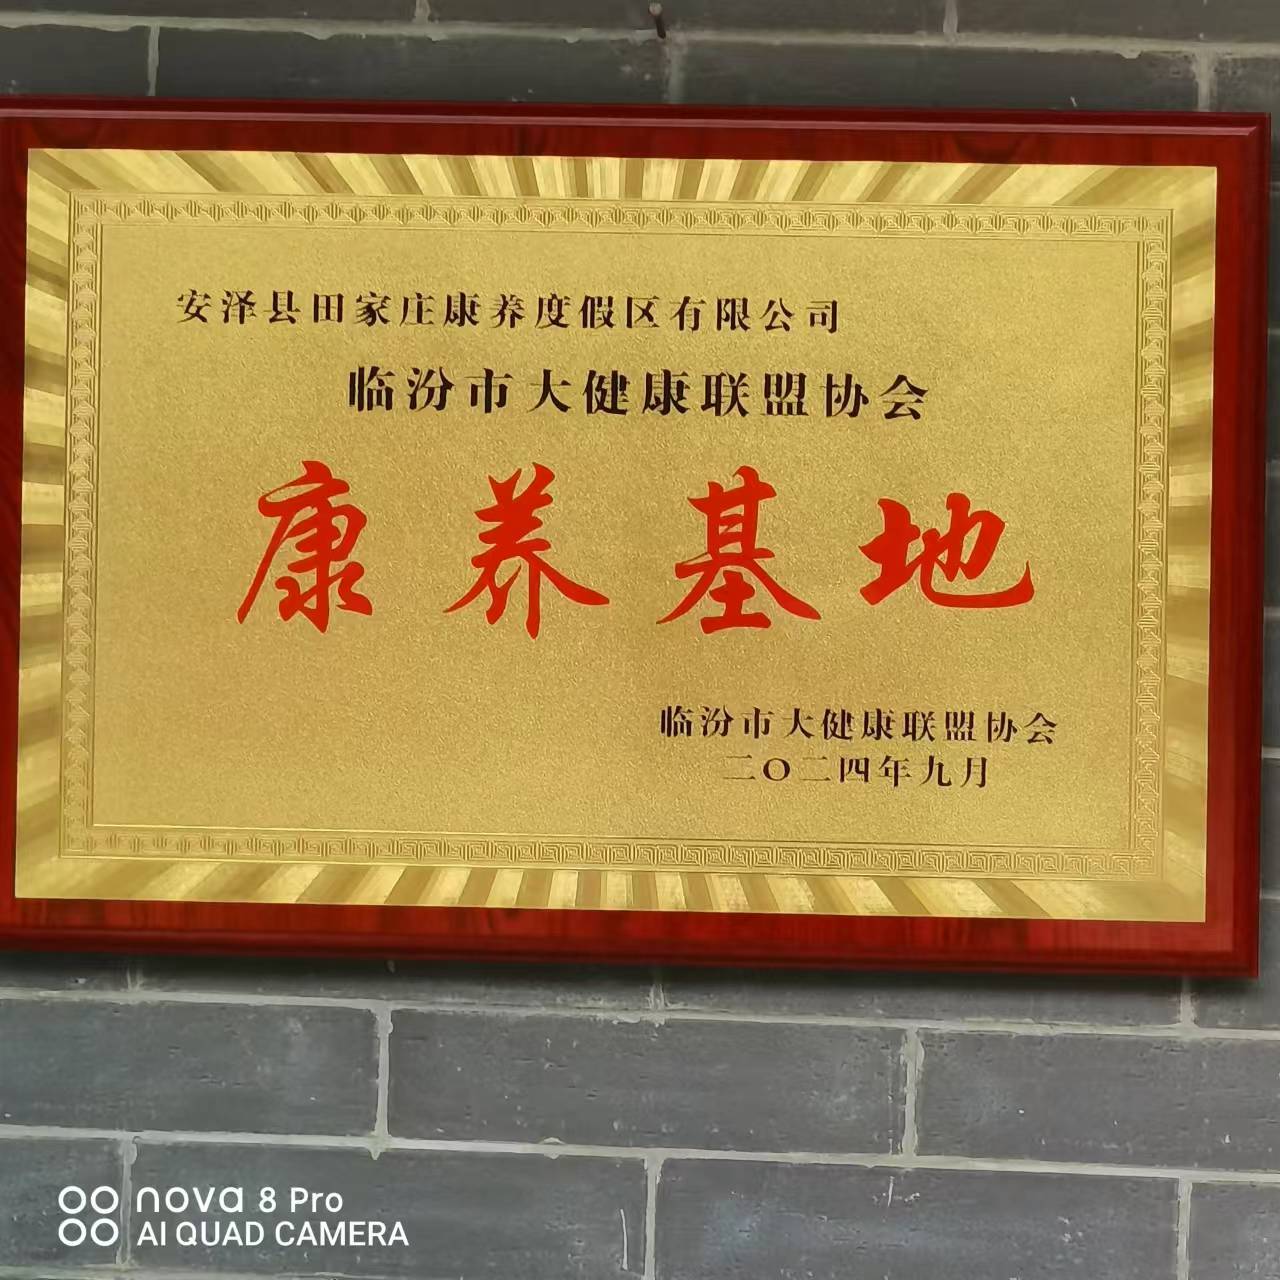 安泽县田家庄康养度假区有限公司
临汾市大健康联盟协会
康养基地
临汾市大健康联盟协会
二〇二四年九月
nova 8 Pro
AI QUAD CAMERA